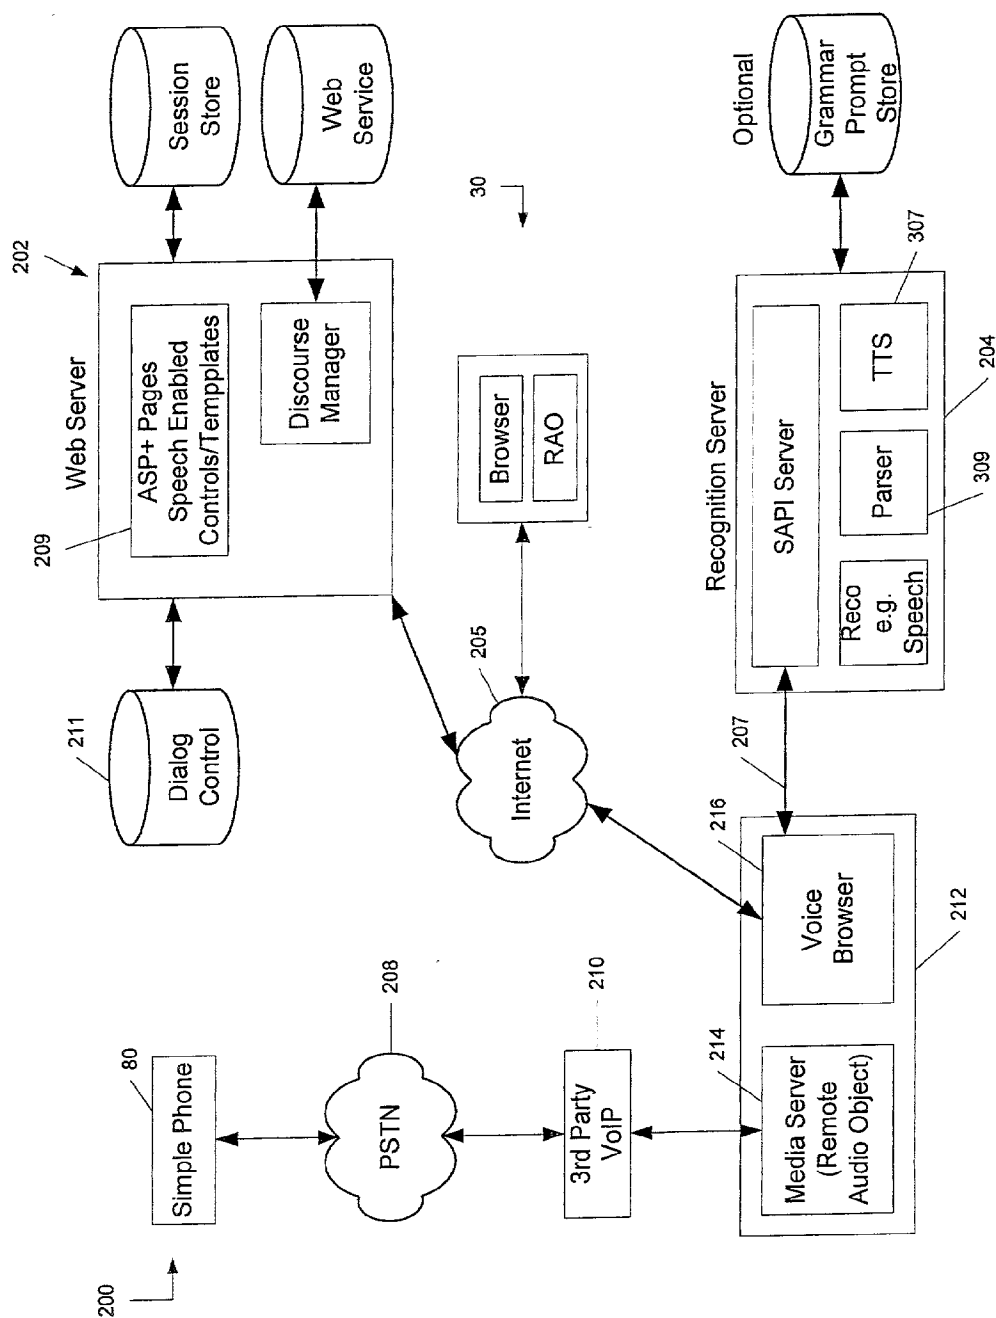 200
Simple Phone
80
PSTN
208
3rd Party
VoIP
210
Media Server
(Remote
Audio Object)
214
Voice
Browser
216
212
207
Dialog
Control
211
Internet
205
Web Server
202
209
ASP+ Pages
Speech Enabled
Controls/Tempplates
Discourse
Manager
Session
Store
Web
Service
30
Browser
RAO
Recognition Server
SAPI Server
Reco
e.g.
Speech
Parser
309
TTS
307
204
Optional
Grammar
Prompt
Store